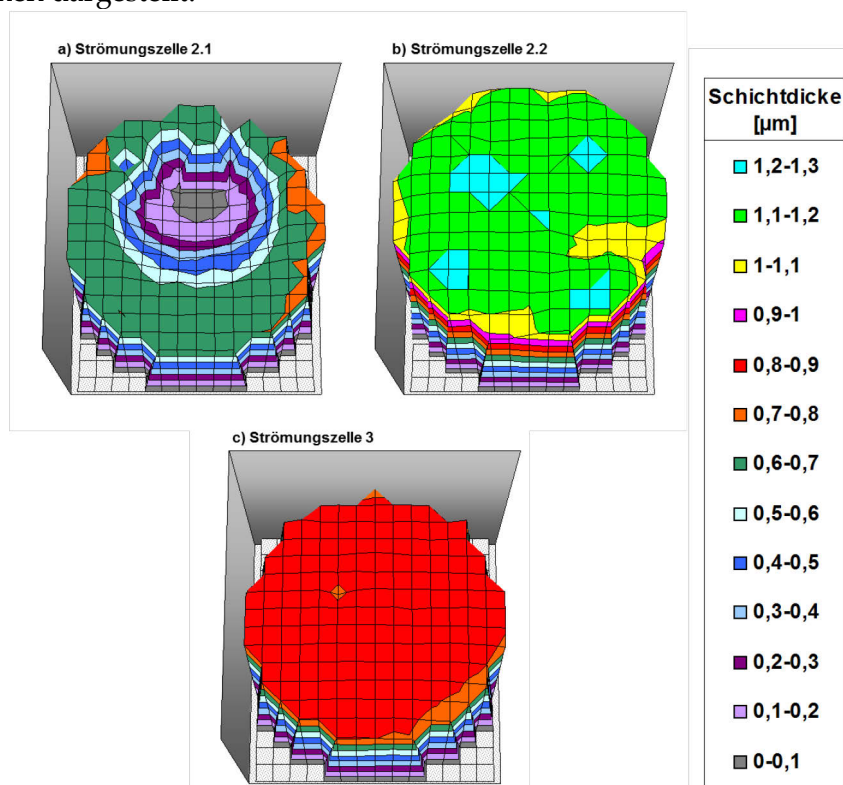 nen dargestellt.
a) Strömungszelle 2.1
b) Strömungszelle 2.2
c) Strömungszelle 3
Schichtdicke
[µm]
1,2-1,3
1,1-1,2
1-1,1
0,9-1
0,8-0,9
0,7-0,8
0,6-0,7
0,5-0,6
0,4-0,5
0,3-0,4
0,2-0,3
0,1-0,2
0-0,1